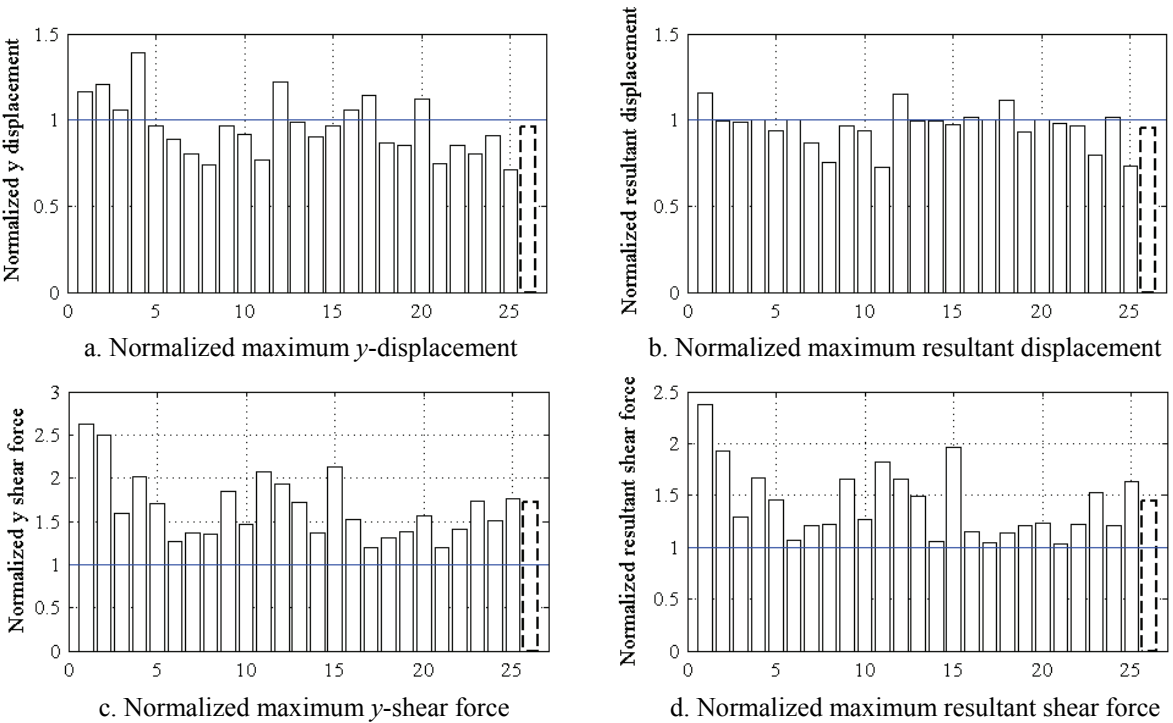 Normalized y displacement
1.5
1
0.5
0
0 5 10 15 20 25
a. Normalized maximum y-displacement
Normalized resultant displacement
1.5
1
0.5
0
0 5 10 15 20 25
b. Normalized maximum resultant displacement
Normalized y shear force
3
2.5
2
1.5
1
0.5
0
0 5 10 15 20 25
c. Normalized maximum y-shear force
Normalized resultant shear force
2.5
2
1.5
1
0.5
0
0 5 10 15 20 25
d. Normalized maximum resultant shear force